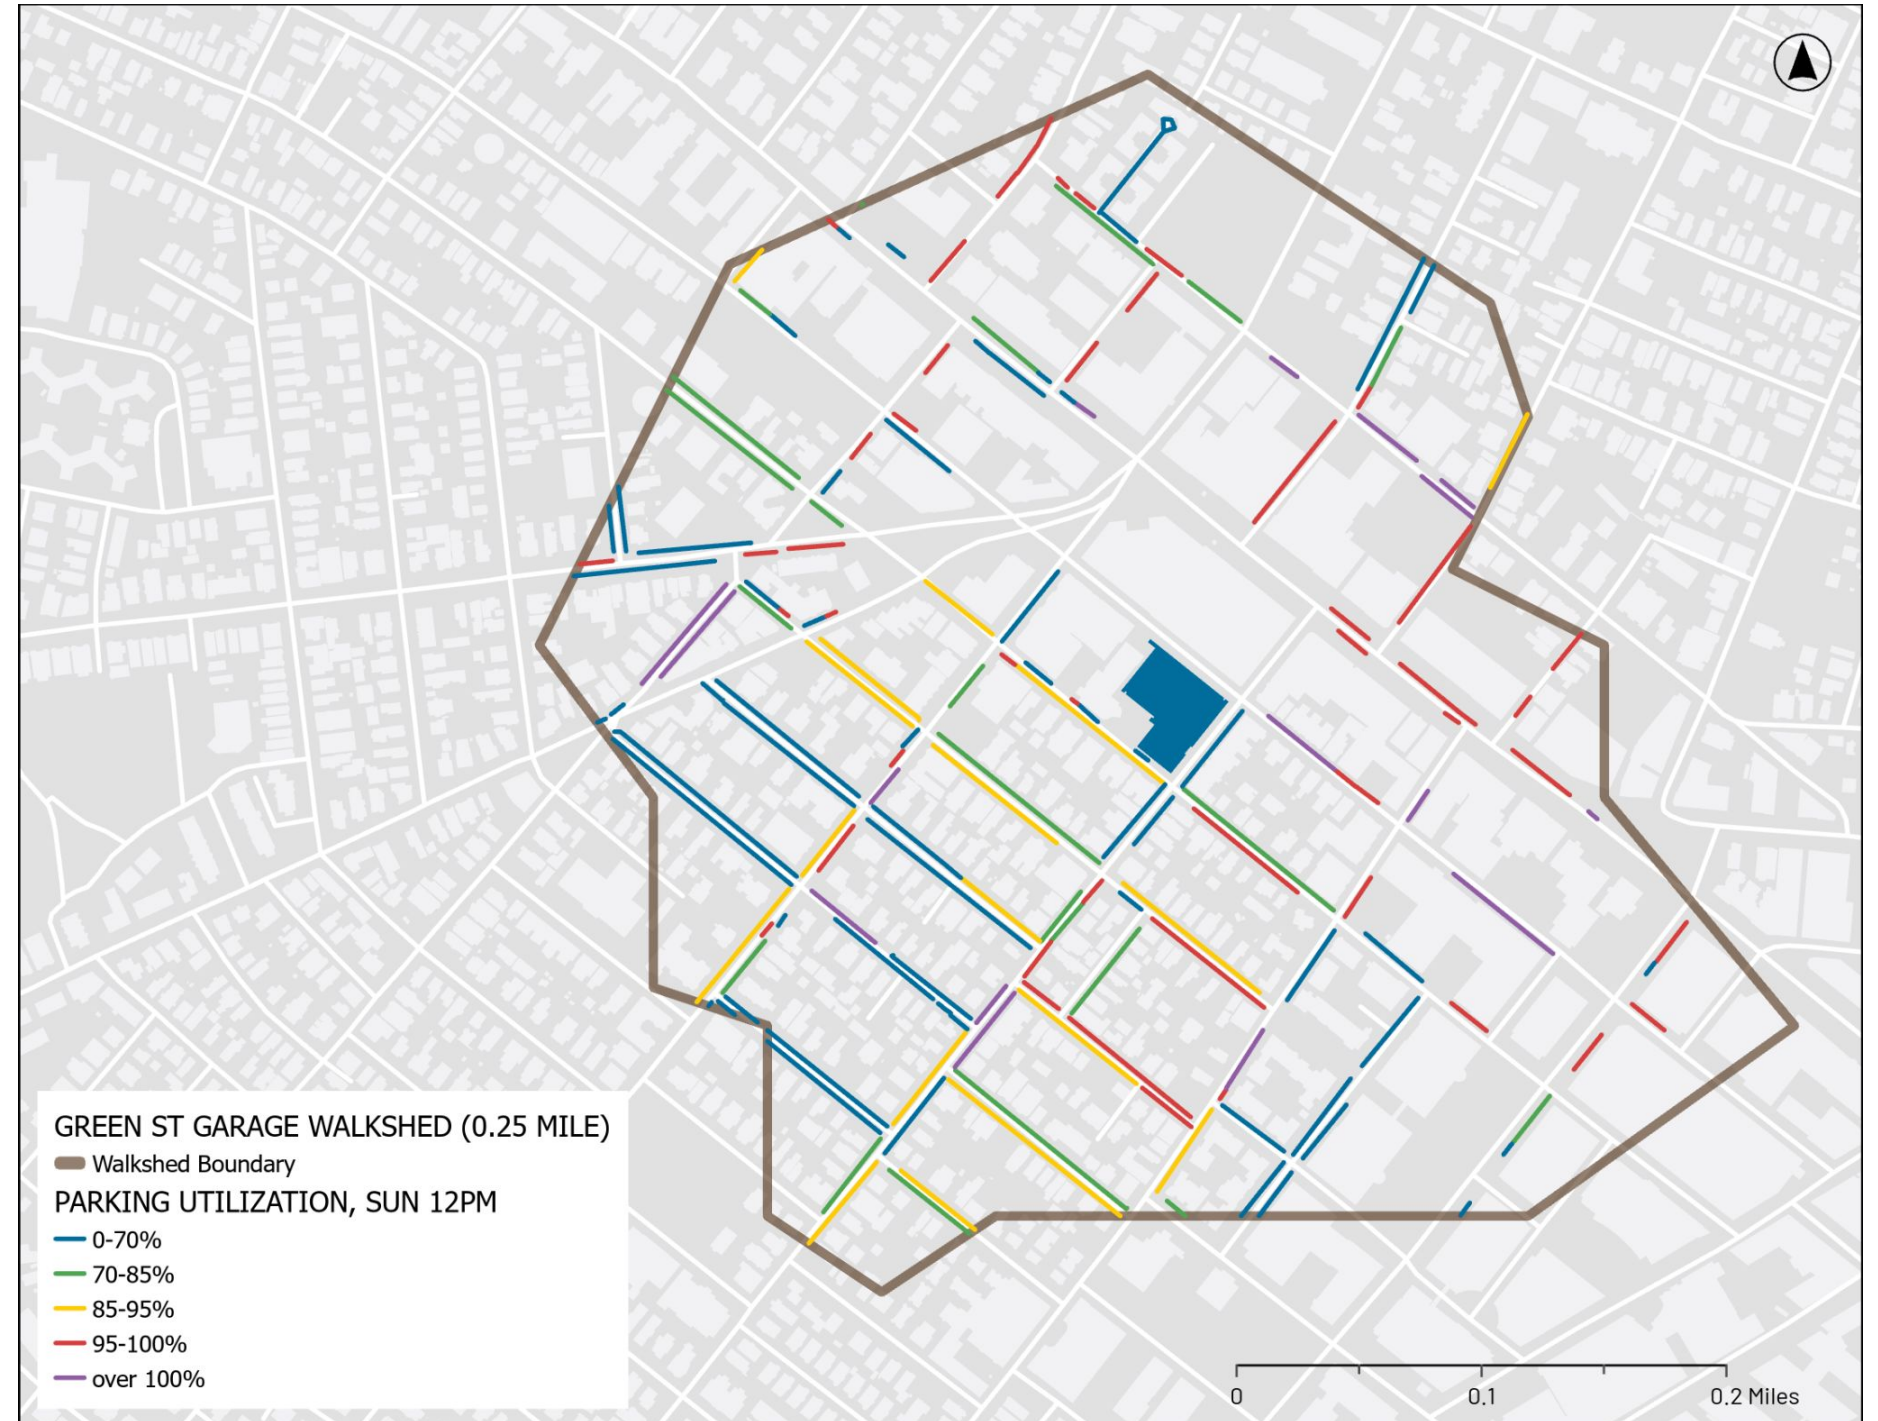 GREEN ST GARAGE WALKSHED (0.25 MILE)
Walkshed Boundary
PARKING UTILIZATION, SUN 12PM
0-70%
70-85%
85-95%
95-100%
over 100%
0 0.1 0.2 Miles